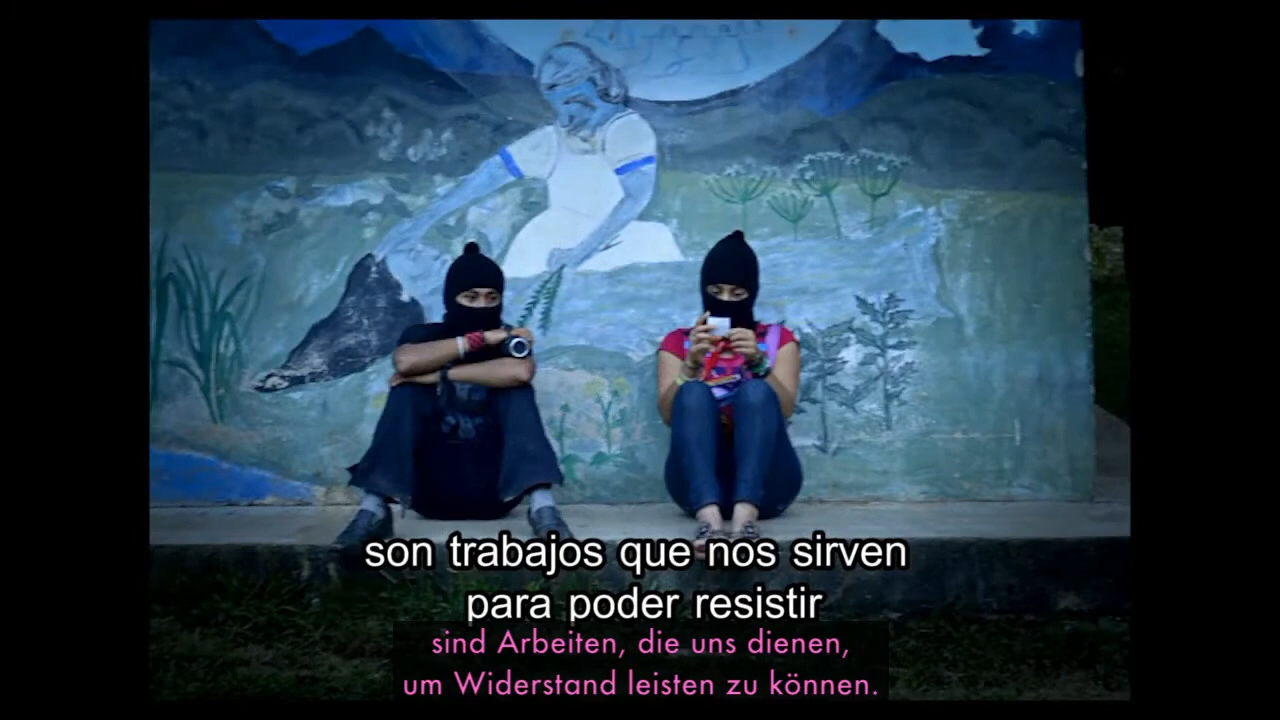 son trabajos que nos sirven
para poder resistir
sind Arbeiten, die uns dienen,
um Widerstand leisten zu können.